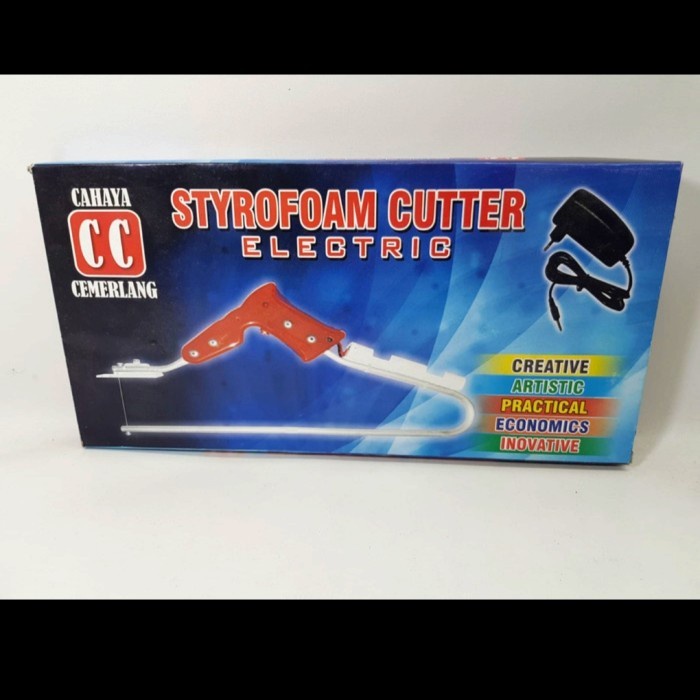 CAHAYA
CC
CEMERLANG
STYROFOAM CUTTER
ELECTRIC
CREATIVE
ARTISTIC
PRACTICAL
ECONOMICS
INOVATIVE